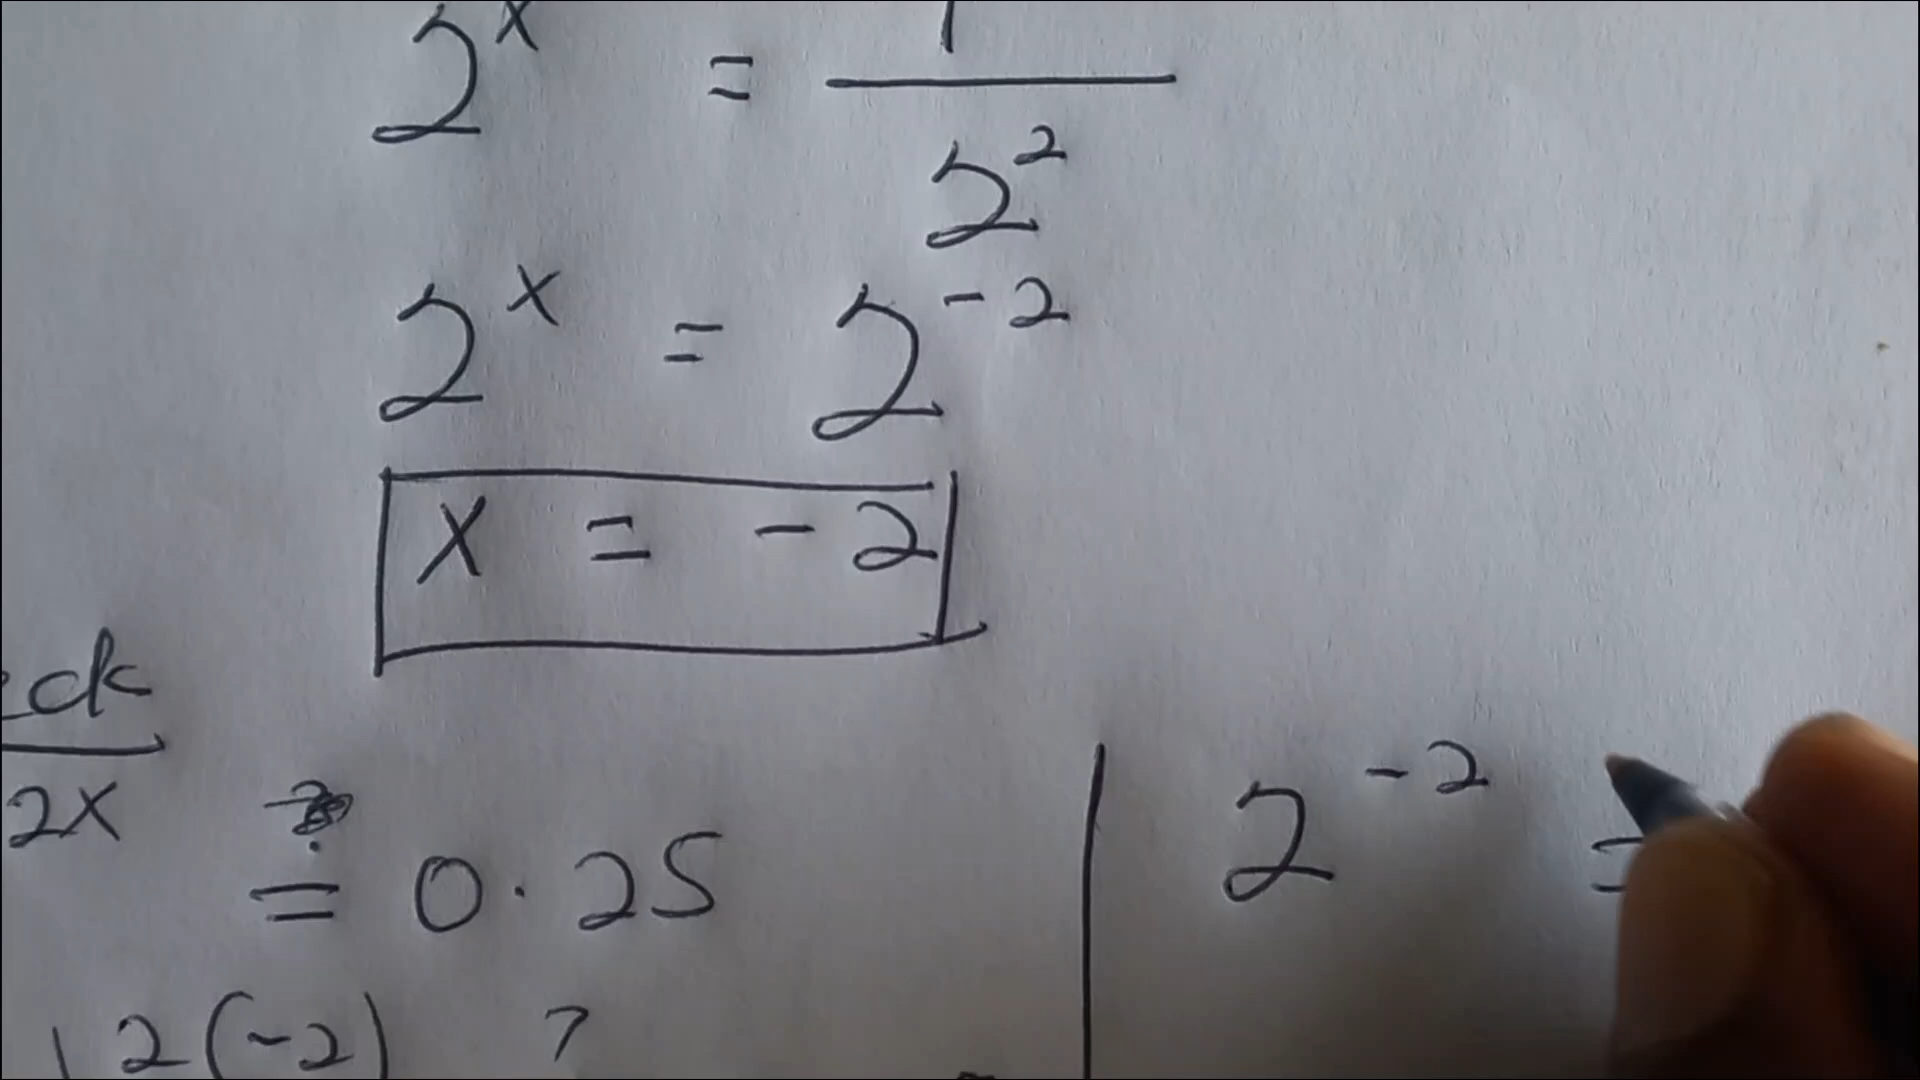 2^x = 1/2^2
2^x = 2^-2
x = -2
ck
2x ?= 0.25
2^-2 =
2(-2) ?